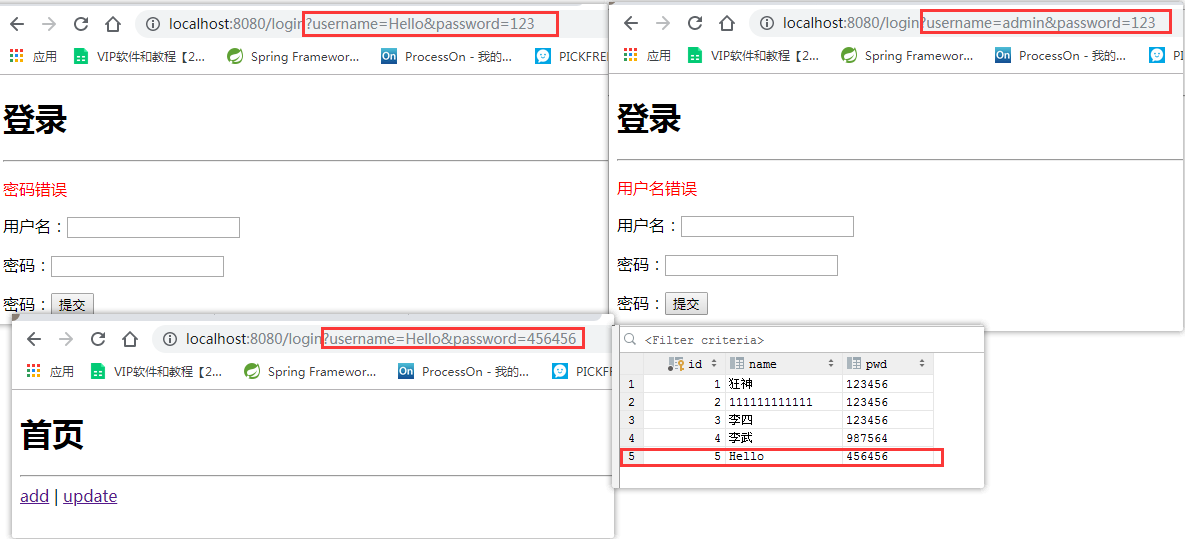 localhost:8080/login?username=Hello&password=123
应用 VIP软件和教程【2... Spring Framewor... ProcessOn - 我的... PICKFRE
登录
密码错误
用户名：
密码：
密码： 提交
localhost:8080/login?username=admin&password=123
应用 VIP软件和教程【2... Spring Framewor... ProcessOn - 我的... PI
登录
用户名错误
用户名：
密码：
密码： 提交
localhost:8080/login?username=Hello&password=456456
应用 VIP软件和教程【2... Spring Framewor... ProcessOn - 我的... PICKF
首页
add | update
<Filter criteria>
id name pwd
1 1 狂神 123456
2 2 111111111111 123456
3 3 李四 123456
4 4 李武 987564
5 5 Hello 456456